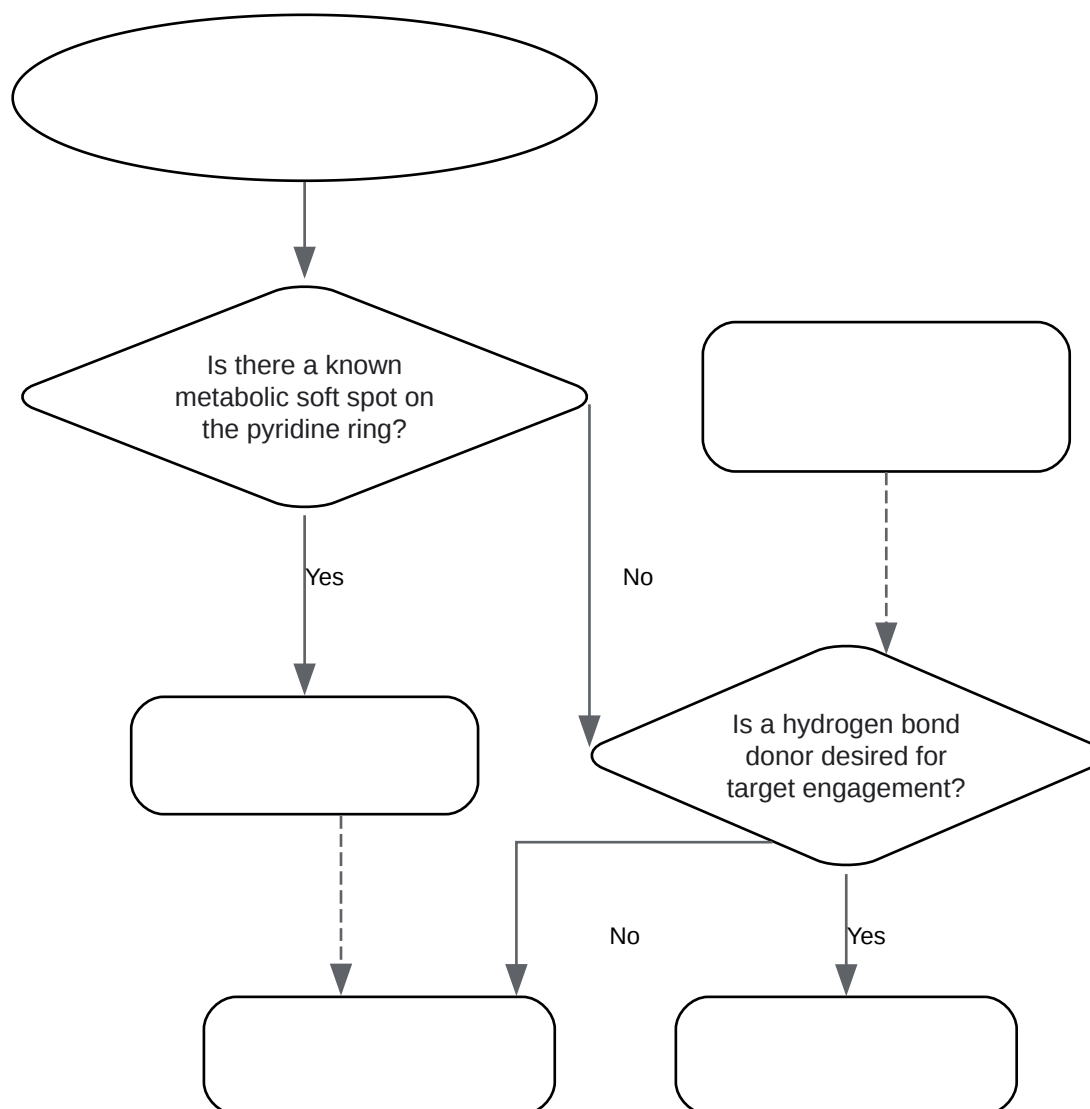 Is there a known
metabolic soft spot on
the pyridine ring?
Yes
No
Is a hydrogen bond
donor desired for
target engagement?
No
Yes